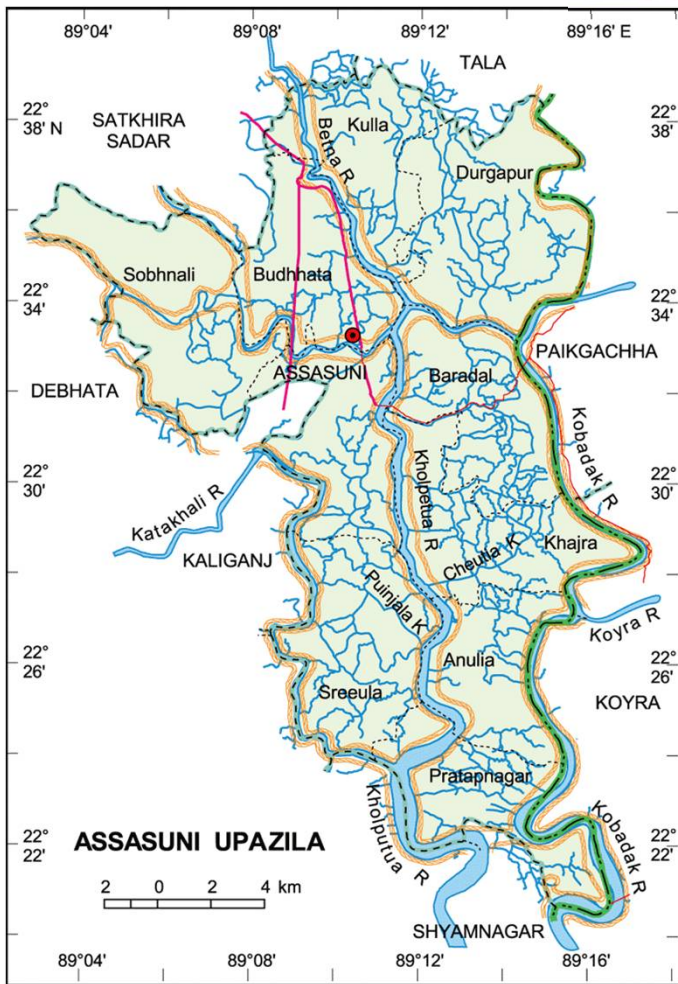 89°04'
89°08'
89°12'
89°16' E
TALA
22°
38' N
SATKHIRA
SADAR
Kulla
22°
38'
Betna R
Durgapur
Sobhnali
Budhhata
22°
34'
22°
34'
PAIKGACHHA
ASSASUNI
Baradal
DEBHATA
Kobadak R
22°
30'
22°
30'
Kholpetua R
Katakhali R
Khajra
KALIGANJ
Cheutia K
Puinjala K
Koyra R
22°
26'
Anulia
22°
26'
Sreeula
KOYRA
Pratapnagar
22°
22'
ASSASUNI UPAZILA
Kholputua R
Kobadak R
22°
22'
2 0 2 4 km
SHYAMNAGAR
89°04'
89°08'
89°12'
89°16'